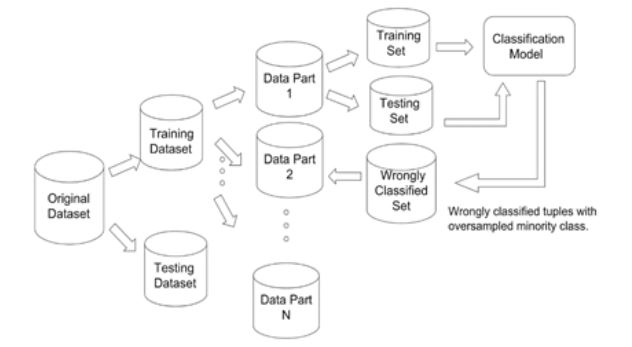 Original
Dataset
Training
Dataset
Testing
Dataset
Data Part
1
Data Part
2
Data Part
N
Training
Set
Testing
Set
Wrongly
Classified
Set
Classification
Model
Wrongly classified tuples with
oversampled minority class.